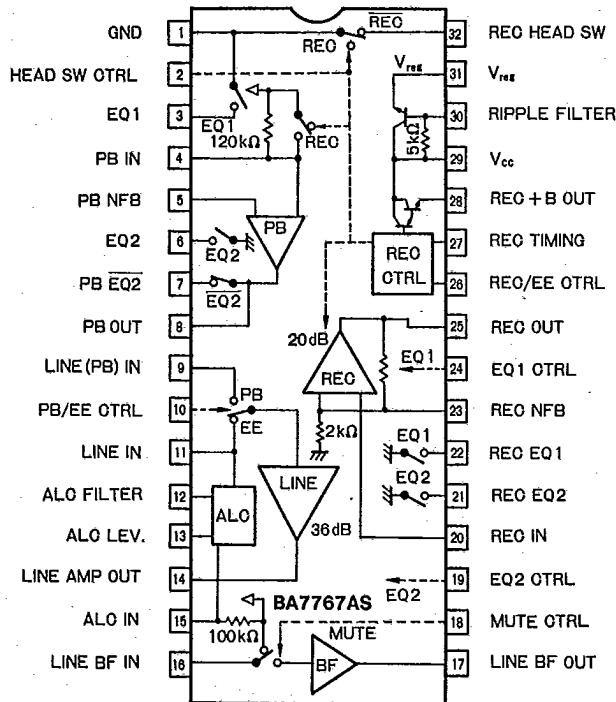 GND 1
HEAD SW CTRL 2
EQ1 3
PB IN 4
PB NFB 5
EQ2 6
PB EQ2 7
PB OUT 8
LINE(PB) IN 9
PB/EE CTRL 10
LINE IN 11
ALC FILTER 12
ALC LEV. 13
LINE AMP OUT 14
ALC IN 15
LINE BF IN 16
REC
REC
EQ1
120kΩ
REC
PB
EQ2
EQ2
20dB
REC
2kΩ
PB
EE
ALC
LINE
36dB
BA7767AS
100kΩ
MUTE
BF
Vreg
5kΩ
REC
CTRL
EQ1
EQ1
EQ2
EQ2
32 REC HEAD SW
31 Vreg
30 RIPPLE FILTER
29 Vcc
28 REC+B OUT
27 REC TIMING
26 REC/EE CTRL
25 REC OUT
24 EQ1 CTRL
23 REC NFB
22 REC EQ1
21 REC EQ2
20 REC IN
19 EQ2 CTRL
18 MUTE CTRL
17 LINE BF OUT